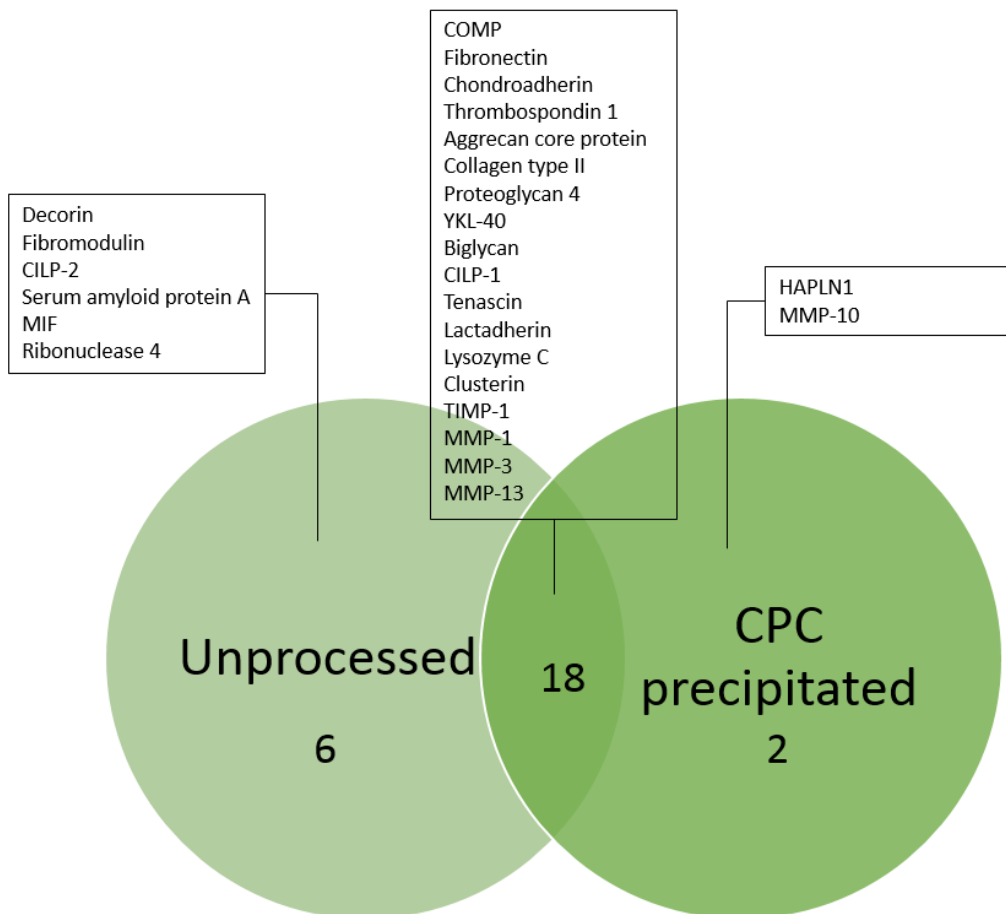 COMP
Fibronectin
Chondroadherin
Thrombospondin 1
Aggrecan core protein
Collagen type II
Proteoglycan 4
YKL-40
Biglycan
CILP-1
Tenascin
Lactadherin
Lysozyme C
Clusterin
TIMP-1
MMP-1
MMP-3
MMP-13
Decorin
Fibromodulin
CILP-2
Serum amyloid protein A
MIF
Ribonuclease 4
HAPLN1
MMP-10
Unprocessed
6
18
CPC
precipitated
2